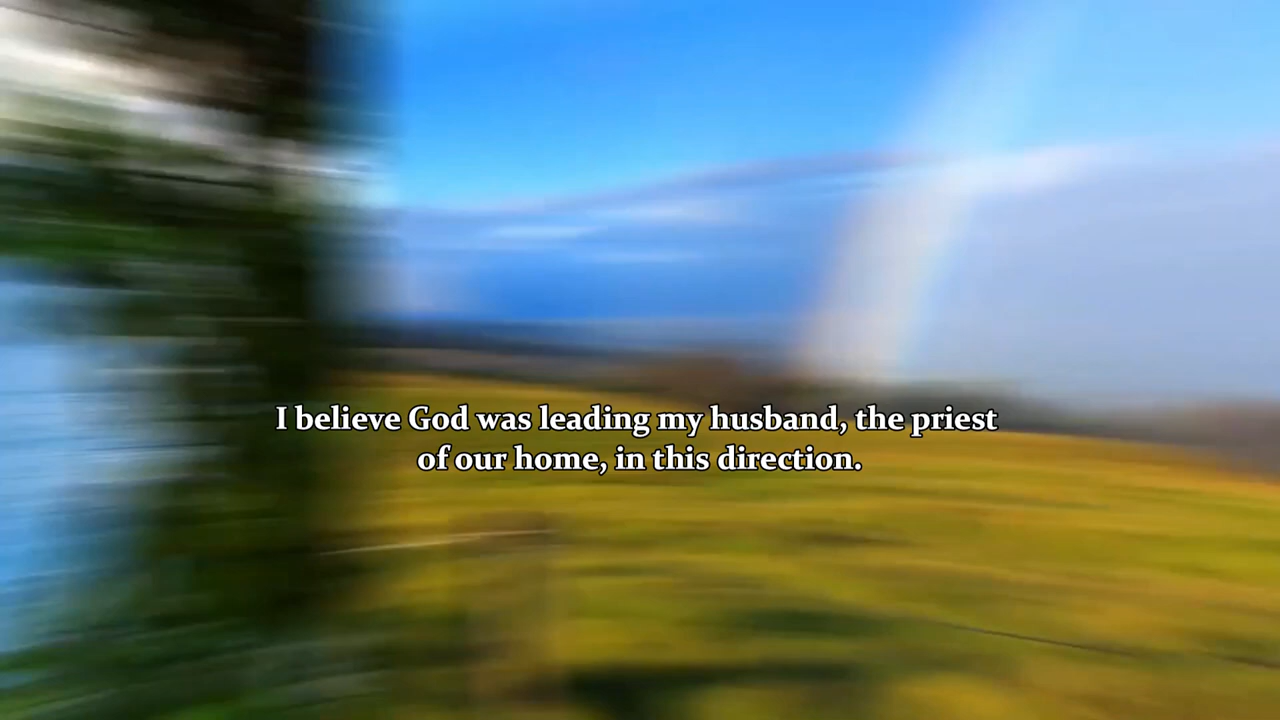 I believe God was leading my husband, the priest
of our home, in this direction.